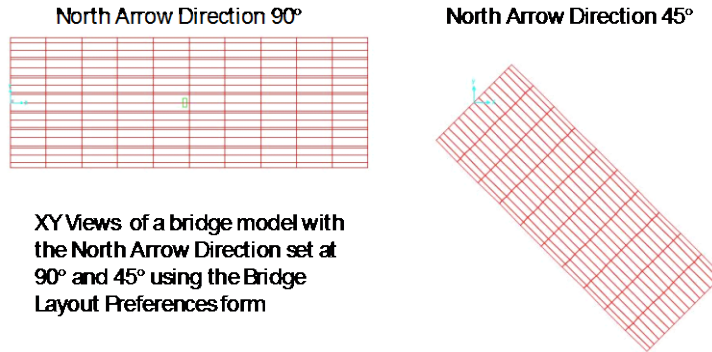 North Arrow Direction 90º
North Arrow Direction 45º
XY Views of a bridge model with
the North Arrow Direction set at
90º and 45º using the Bridge
Layout Preferences form